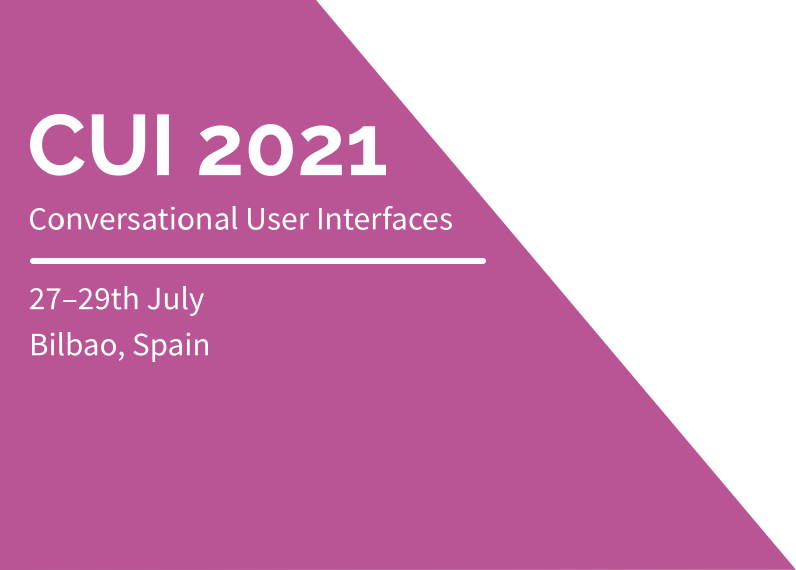 CUI 2021
Conversational User Interfaces
27–29th July
Bilbao, Spain